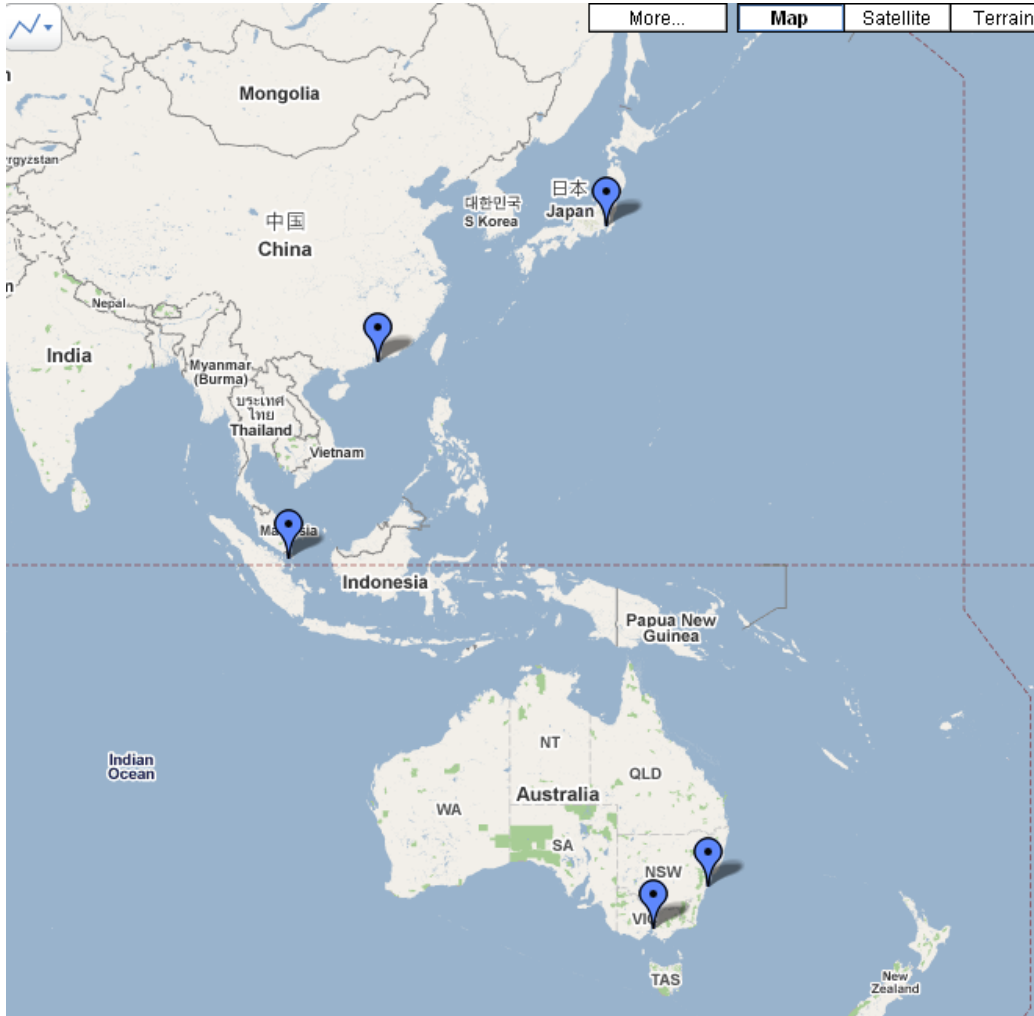 More...
Map
Satellite
Terrain
Mongolia
yrgyzstan
日本
Japan
대한민국
S Korea
中国
China
Nepal
India
Myanmar
(Burma)
ประเทศ
ไทย
Thailand
Vietnam
Indonesia
Papua New
Guinea
Indian
Ocean
NT
QLD
Australia
WA
SA
NSW
TAS
New
Zealand